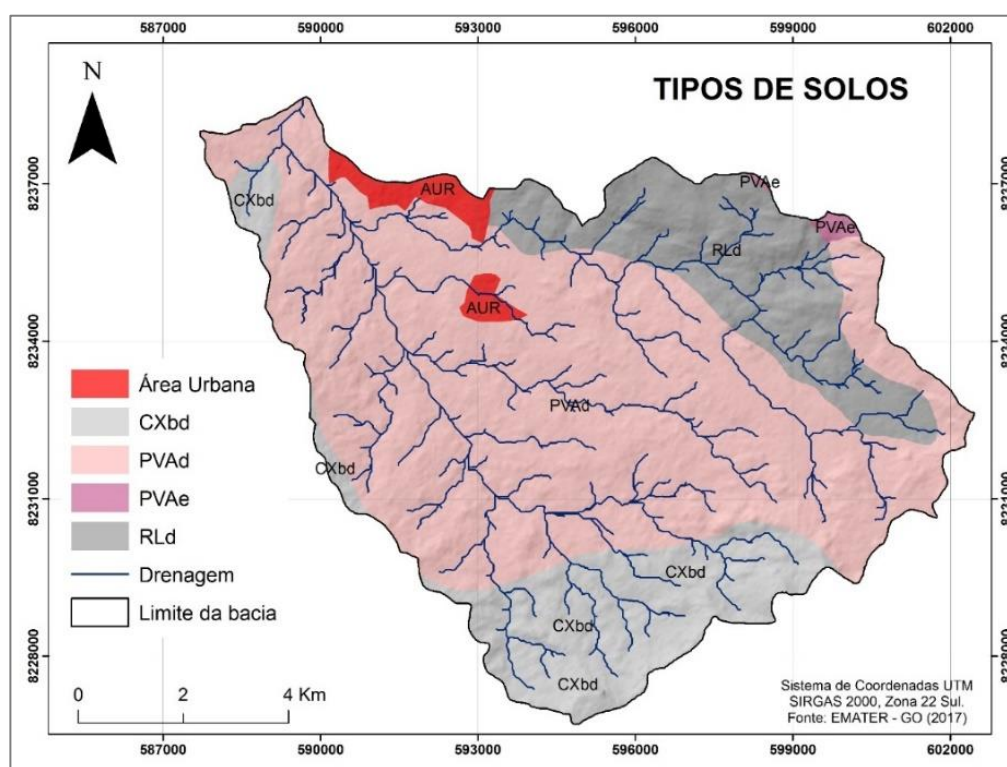 587000 590000 593000 596000 599000 602000
N
TIPOS DE SOLOS
8237000
8237000
AUR
PVAe
CXbd
PVAe
RLd
AUR
8234000
8234000
Área Urbana
CXbd
PVAd
PVAd
PVAe
CXbd
8231000
8231000
RLd
Drenagem
CXbd
Limite da bacia
CXbd
8228000
8228000
CXbd
0 2 4 Km
Sistema de Coordenadas UTM
SIRGAS 2000, Zona 22 Sul.
Fonte: EMATER - GO (2017)
587000 590000 593000 596000 599000 602000